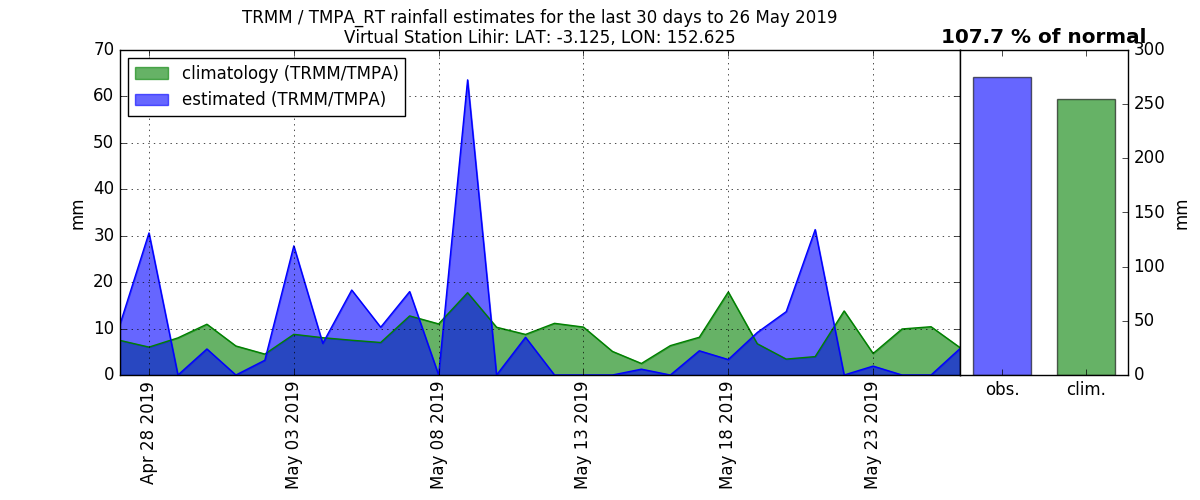 TRMM / TMPA_RT rainfall estimates for the last 30 days to 26 May 2019
Virtual Station Lihir: LAT: -3.125, LON: 152.625
107.7 % of normal
climatology (TRMM/TMPA)
estimated (TRMM/TMPA)
70
60
50
40
30
20
10
0
mm
Apr 28 2019
May 03 2019
May 08 2019
May 13 2019
May 18 2019
May 23 2019
300
250
200
150
100
50
0
mm
obs.
clim.